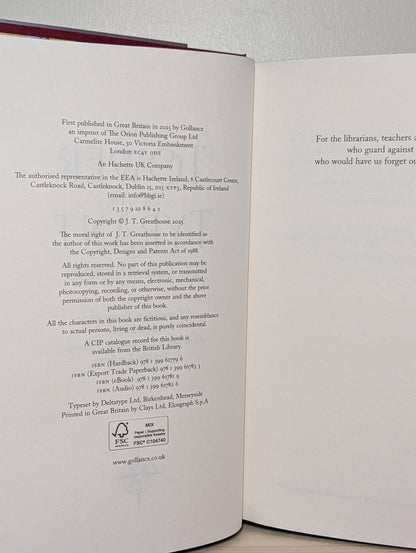 First published in Great Britain in 2025 by Gollancz
an imprint of The Orion Publishing Group Ltd
Carmelite House, 50 Victoria Embankment
London EC4Y 0DZ
An Hachette UK Company
The authorised representative in the EEA is Hachette Ireland, 8 Castlecourt Centre,
Castleknock Road, Castleknock, Dublin 15, D15 XTP3, Republic of Ireland
(email: info@hbgi.ie)
1 3 5 7 9 10 8 6 4 2
Copyright © J. T. Greathouse 2025
The moral right of J. T. Greathouse to be identified as
the author of this work has been asserted in accordance with
the Copyright, Designs and Patents Act of 1988.
All rights reserved. No part of this publication may be
reproduced, stored in a retrieval system, or transmitted
in any form or by any means, electronic, mechanical,
photocopying, recording, or otherwise, without the prior
permission of both the copyright owner and the above
publisher of this book.
All the characters in this book are fictitious, and any resemblance
to actual persons, living or dead, is purely coincidental.
A CIP catalogue record for this book is
available from the British Library.
ISBN (Hardback) 978 1 399 61779 6
ISBN (Export Trade Paperback) 978 1 399 61783 3
ISBN (eBook) 978 1 399 61781 9
ISBN (Audio) 978 1 399 61782 6
Typeset by Deltatype Ltd, Birkenhead, Merseyside
Printed in Great Britain by Clays Ltd, Elcograph S.p.A
FSC
www.fsc.org
MIX
Paper | Supporting
responsible forestry
FSC® C104740
www.gollancz.co.uk
For the librarians, teachers a
who guard against
who would have us forget ou